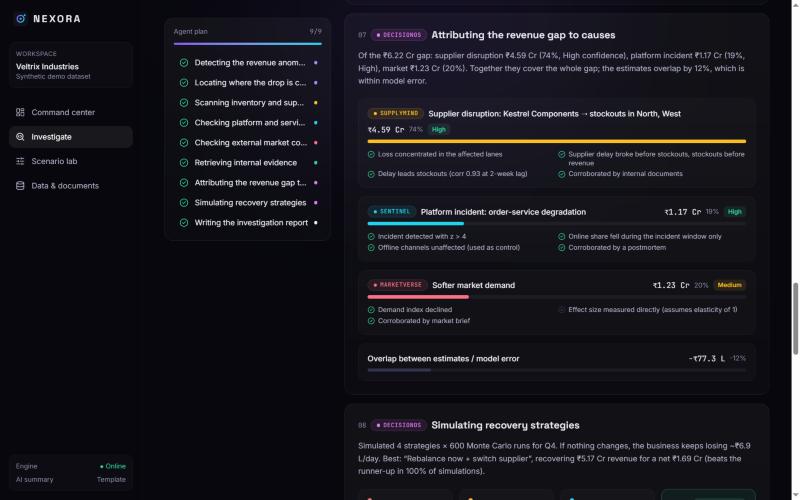 NEXORA
WORKSPACE
Veltrix Industries
Synthetic demo dataset
Command center
Investigate
Scenario lab
Data & documents
Engine
Online
AI summary
Template
Agent plan 9/9
Detecting the revenue anom...
Locating where the drop is c...
Scanning inventory and sup...
Checking platform and servi...
Checking external market co...
Retrieving internal evidence
Attributing the revenue gap t...
Simulating recovery strategies
Writing the investigation report
07 DECISIONOS Attributing the revenue gap to causes
Of the ₹6.22 Cr gap: supplier disruption ₹4.59 Cr (74%, High confidence), platform incident ₹1.17 Cr (19%,
High), market ₹1.23 Cr (20%). Together they cover the whole gap; the estimates overlap by 12%, which is
within model error.
SUPPLYMIND Supplier disruption: Kestrel Components → stockouts in North, West
₹4.59 Cr 74% High
Loss concentrated in the affected lanes
Supplier delay broke before stockouts, stockouts before
revenue
Delay leads stockouts (corr 0.93 at 2-week lag)
Corroborated by internal documents
SENTINEL Platform incident: order-service degradation ₹1.17 Cr 19% High
Incident detected with z > 4
Online share fell during the incident window only
Offline channels unaffected (used as control)
Corroborated by a postmortem
MARKETVERSE Softer market demand ₹1.23 Cr 20% Medium
Demand index declined
Effect size measured directly (assumes elasticity of 1)
Corroborated by market brief
Overlap between estimates / model error -₹77.3 L -12%
08 DECISIONOS Simulating recovery strategies
Simulated 4 strategies × 600 Monte Carlo runs for Q4. If nothing changes, the business keeps losing ~₹6.9
L/day. Best: "Rebalance now + switch supplier", recovering ₹5.17 Cr revenue for a net ₹1.69 Cr (beats the
runner-up in 100% of simulations).